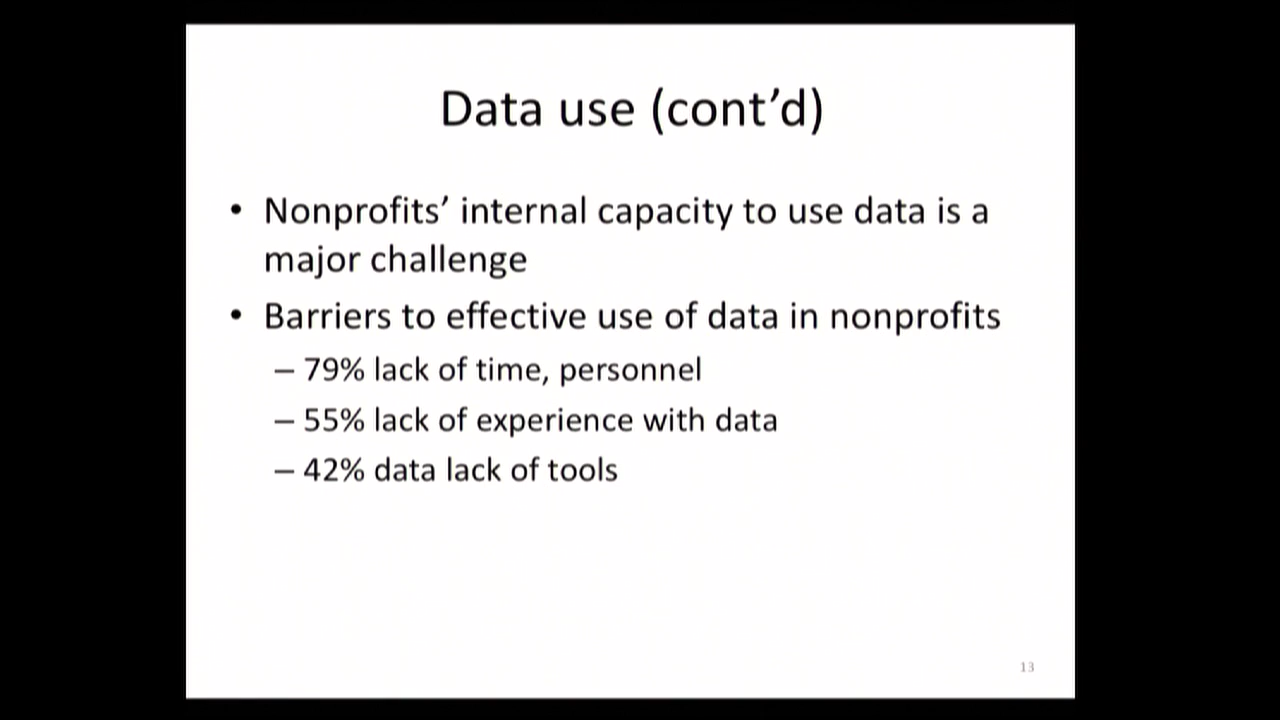 Data use (cont’d)
• Nonprofits’ internal capacity to use data is a
major challenge
• Barriers to effective use of data in nonprofits
– 79% lack of time, personnel
– 55% lack of experience with data
– 42% data lack of tools
13